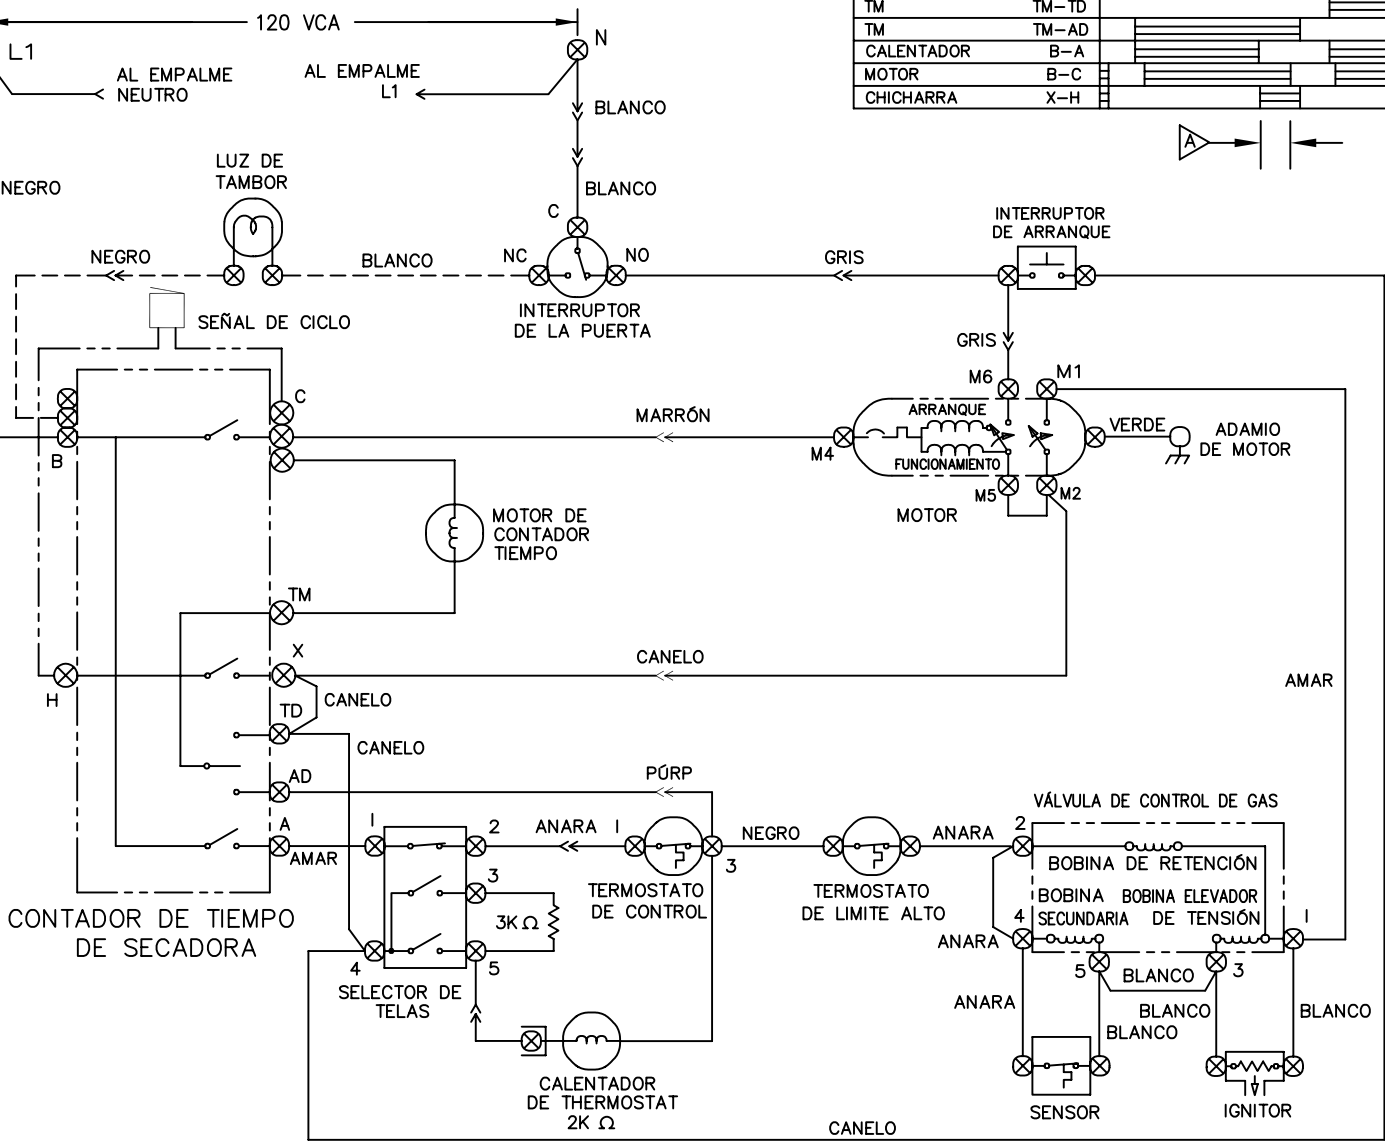 TM TM-TD
120 VCA
N
TM TM-AD
L1
CALENTADOR B-A
AL EMPALME
NEUTRO
AL EMPALME
L1
MOTOR B-C
CHICHARRA X-H
BLANCO
A
LUZ DE
TAMBOR
NEGRO
BLANCO
C
INTERRUPTOR
DE ARRANQUE
NEGRO
BLANCO
NC
NO
GRIS
INTERRUPTOR
DE LA PUERTA
SEÑAL DE CICLO
GRIS
M6
M1
C
MARRÓN
ARRANQUE
VERDE
ADAMIO
DE MOTOR
B
M4
FUNCIONAMIENTO
M5
M2
MOTOR
MOTOR DE
CONTADOR
TIEMPO
TM
X
CANELO
H
CANELO
AMAR
TD
CANELO
AD
PÚRP
VÁLVULA DE CONTROL DE GAS
A
AMAR
1
2
ANARA
1
3
NEGRO
ANARA
2
BOBINA DE RETENCIÓN
3
TERMOSTATO
DE CONTROL
TERMOSTATO
DE LIMITE ALTO
BOBINA
SECUNDARIA
BOBINA ELEVADOR
DE TENSIÓN
CONTADOR DE TIEMPO
DE SECADORA
3K Ω
4
1
ANARA
4
5
5
BLANCO
3
SELECTOR DE
TELAS
ANARA
BLANCO
BLANCO
BLANCO
CALENTADOR
DE THERMOSTAT
2K Ω
SENSOR
IGNITOR
CANELO